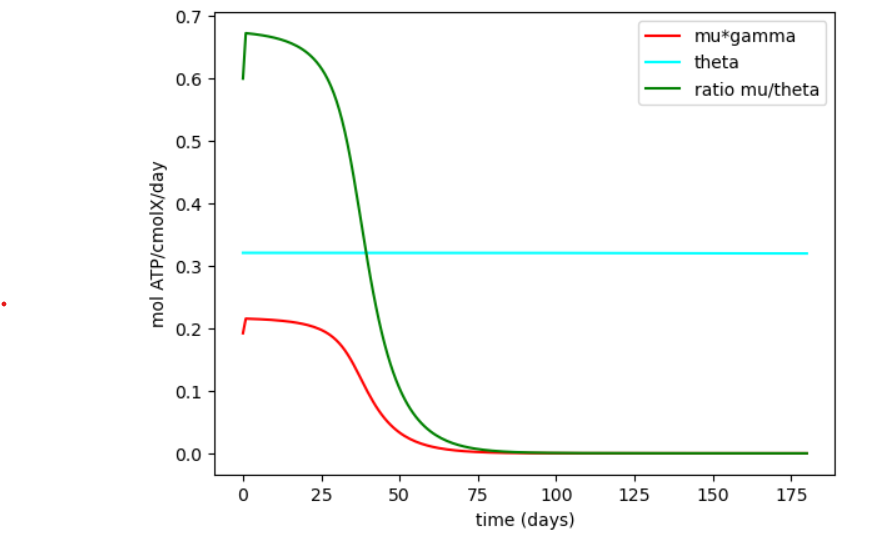 0.7
0.6
0.5
0.4
0.3
0.2
0.1
0.0
mol ATP/cmolX/day
mu*gamma
theta
ratio mu/theta
0 25 50 75 100 125 150 175
time (days)